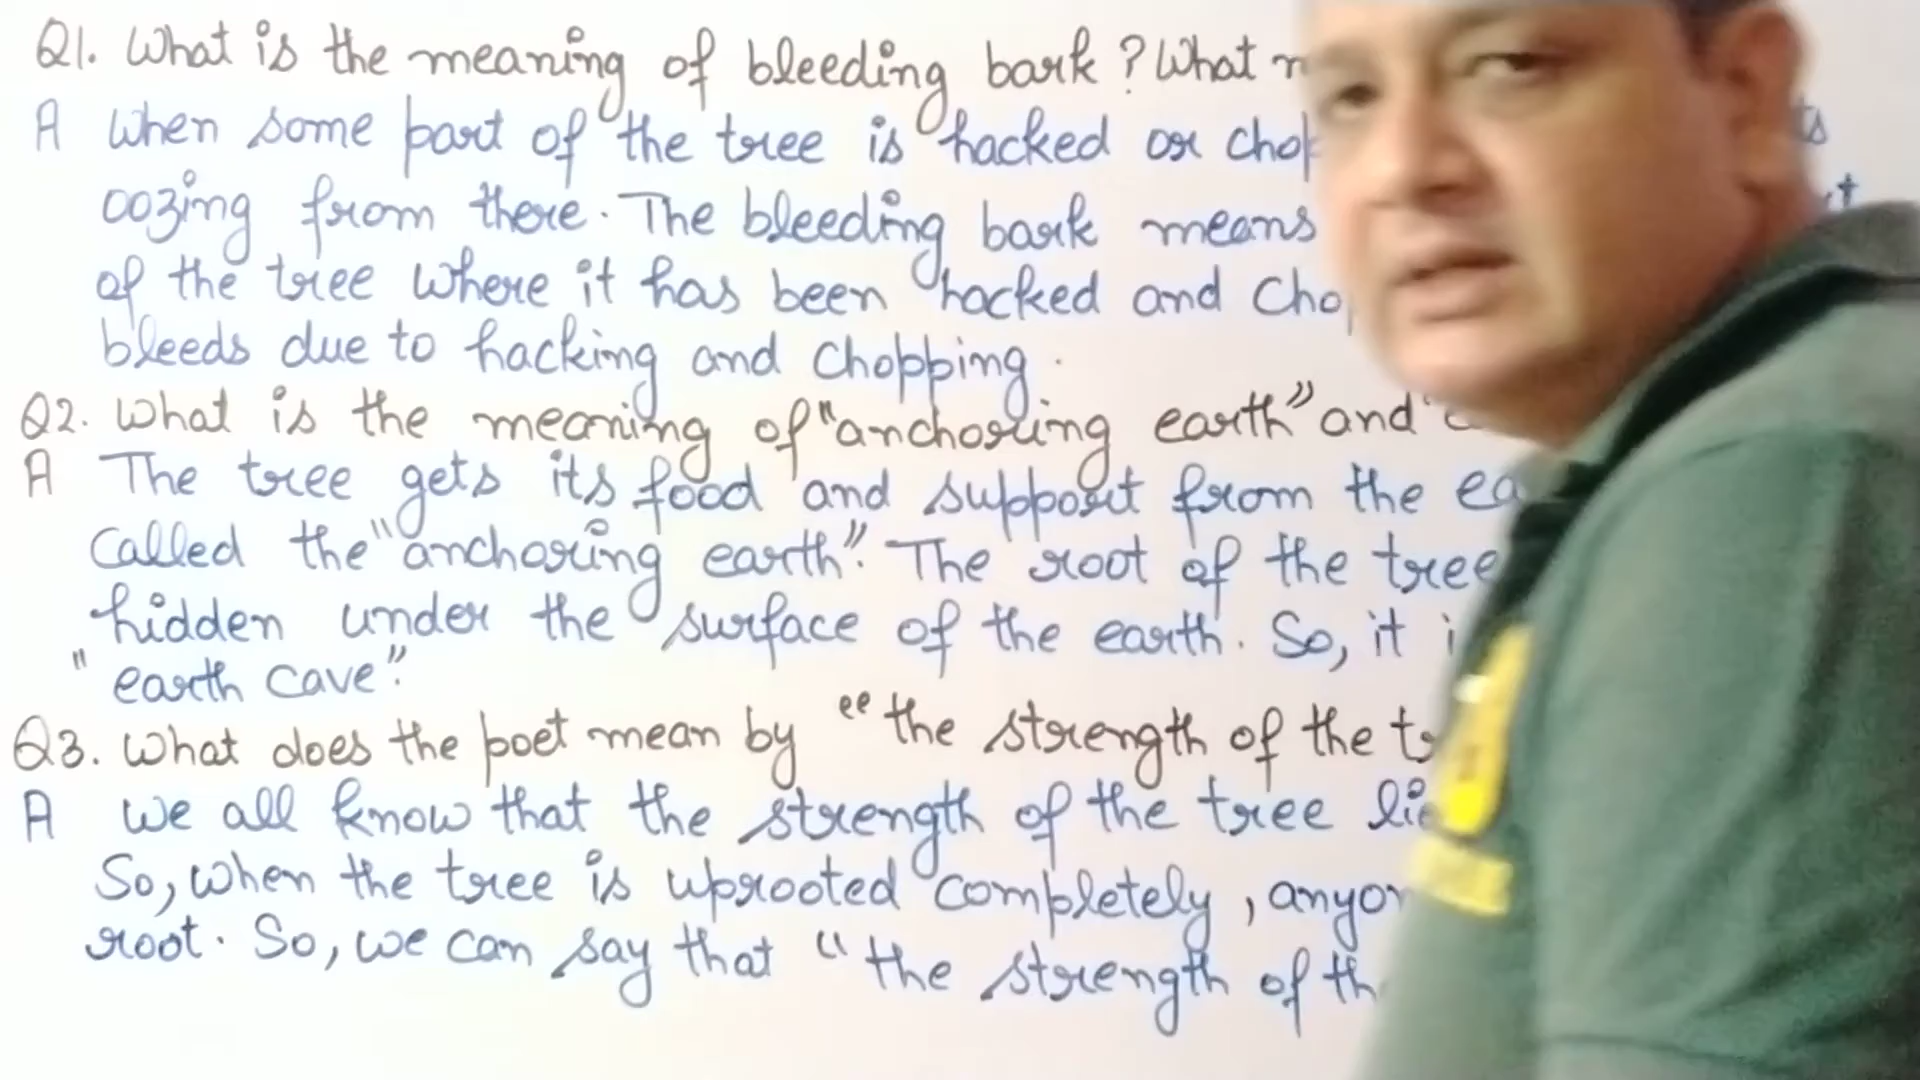 Q1. What is the meaning of bleeding bark? What
A When some part of the tree is hacked or
oozing from there. The bleeding bark means
of the tree where it has been hacked and
bleeds due to hacking and chopping.
Q2. What is the meaning of "anchoring earth" and
A The tree gets its food and support from the
called the "anchoring earth". The root of the tree
hidden under the surface of the earth. So, it
"earth cave".
Q3. What does the poet mean by "the strength of the
A We all know that the strength of the tree
So, when the tree is uprooted completely,
root. So, we can say that "the strength of